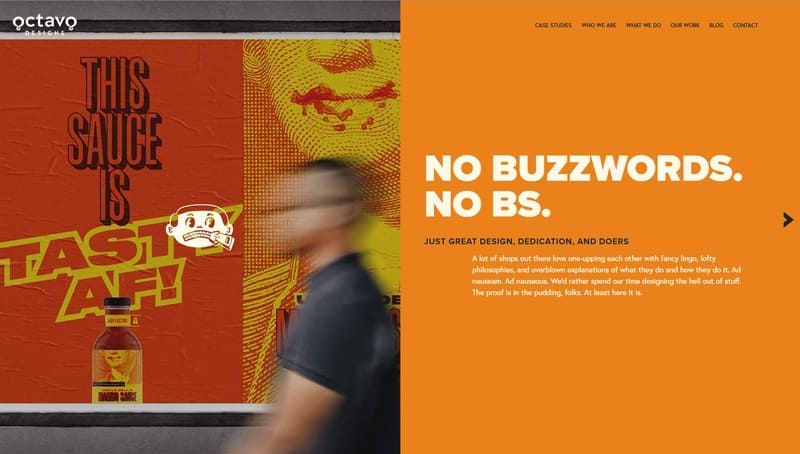 octavo
DESIGNS
CASE STUDIES WHO WE ARE WHAT WE DO OUR WORK BLOG CONTACT
THIS
SAUCE
IS
TASTY
AF!
NO BUZZWORDS.
NO BS.
JUST GREAT DESIGN, DEDICATION, AND DOERS
A lot of shops out there love one-upping each other with fancy lingo, lofty
philosophies, and overblown explanations of what they do and how they do it. Ad
nauseam. Ad nauseous. We'd rather spend our time designing the hell out of stuff.
The proof is in the pudding, folks. At least here it is.